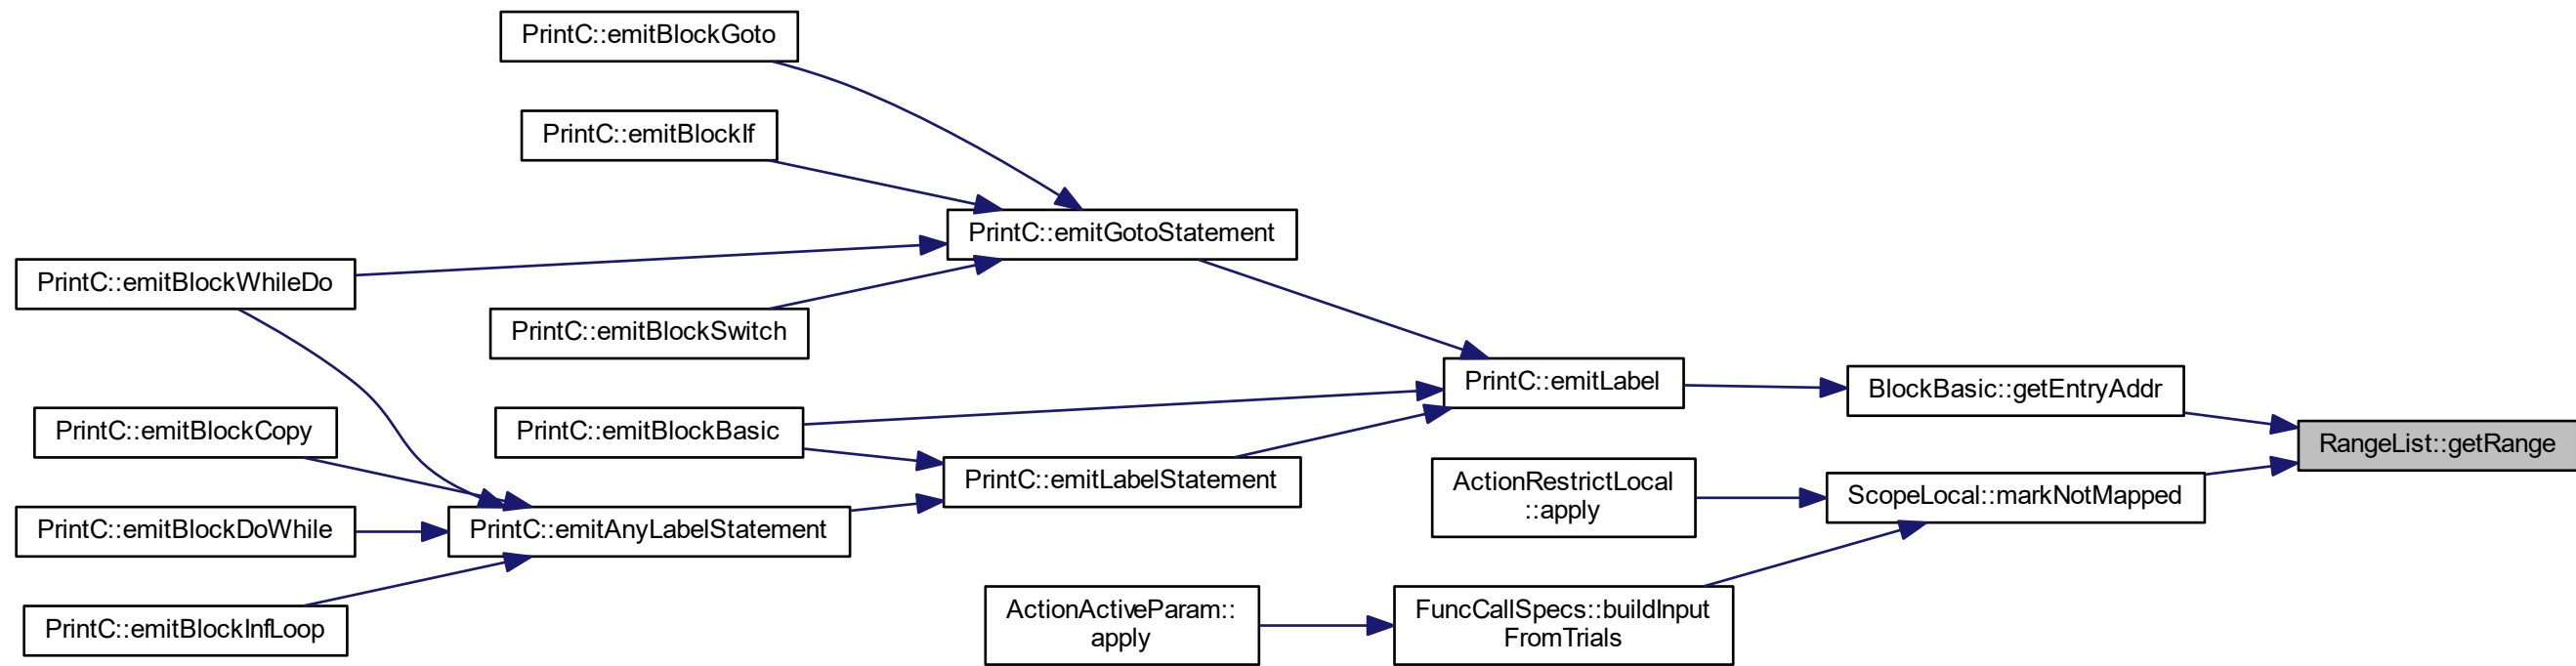 PrintC::emitBlockGoto
PrintC::emitBlockIf
PrintC::emitGotoStatement
PrintC::emitBlockWhileDo
PrintC::emitBlockSwitch
PrintC::emitLabel
BlockBasic::getEntryAddr
PrintC::emitBlockCopy
PrintC::emitBlockBasic
RangeList::getRange
PrintC::emitLabelStatement
ActionRestrictLocal
::apply
ScopeLocal::markNotMapped
PrintC::emitBlockDoWhile
PrintC::emitAnyLabelStatement
PrintC::emitBlockInfLoop
ActionActiveParam::
apply
FuncCallSpecs::buildInput
FromTrials